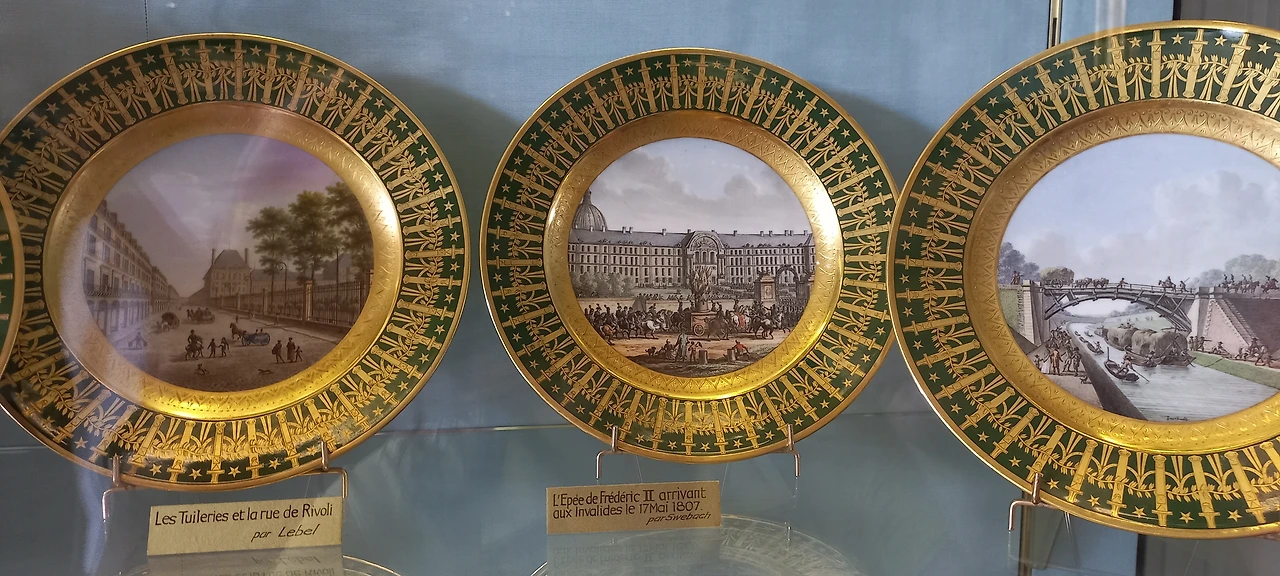 Les Tuileries et la rue de Rivoli
par Lebel
L'Epée de Frédéric II arrivant
aux Invalides le 17 Mai 1807.
par Swebach